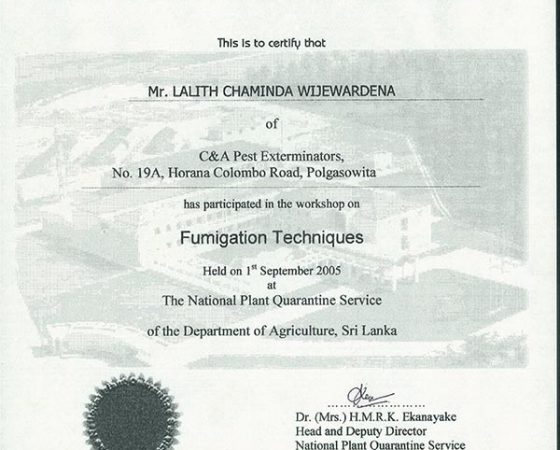 This is to certify that
Mr. LALITH CHAMINDA WIJEWARDENA
of
C&A Pest Exterminators,
No. 19A, Horana Colombo Road, Polgasowita
has participated in the workshop on
Fumigation Techniques
Held on 1st September 2005
at
The National Plant Quarantine Service
of the Department of Agriculture, Sri Lanka
Dr. (Mrs.) H.M.R.K. Ekanayake
Head and Deputy Director
National Plant Quarantine Service